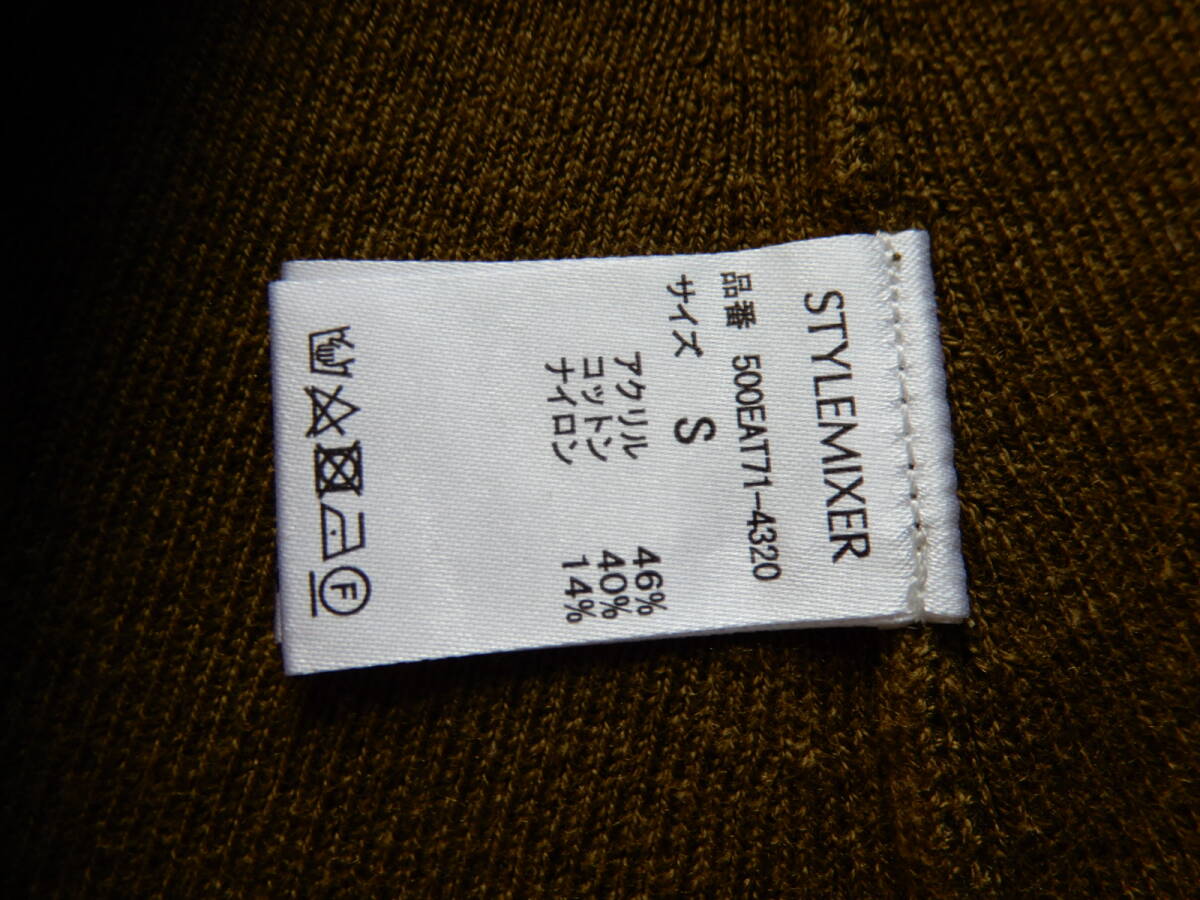 STYLEMIXER
品番 500EAT71-4320
サイズ S
アクリル 46%
コットン 40%
ナイロン 14%
F